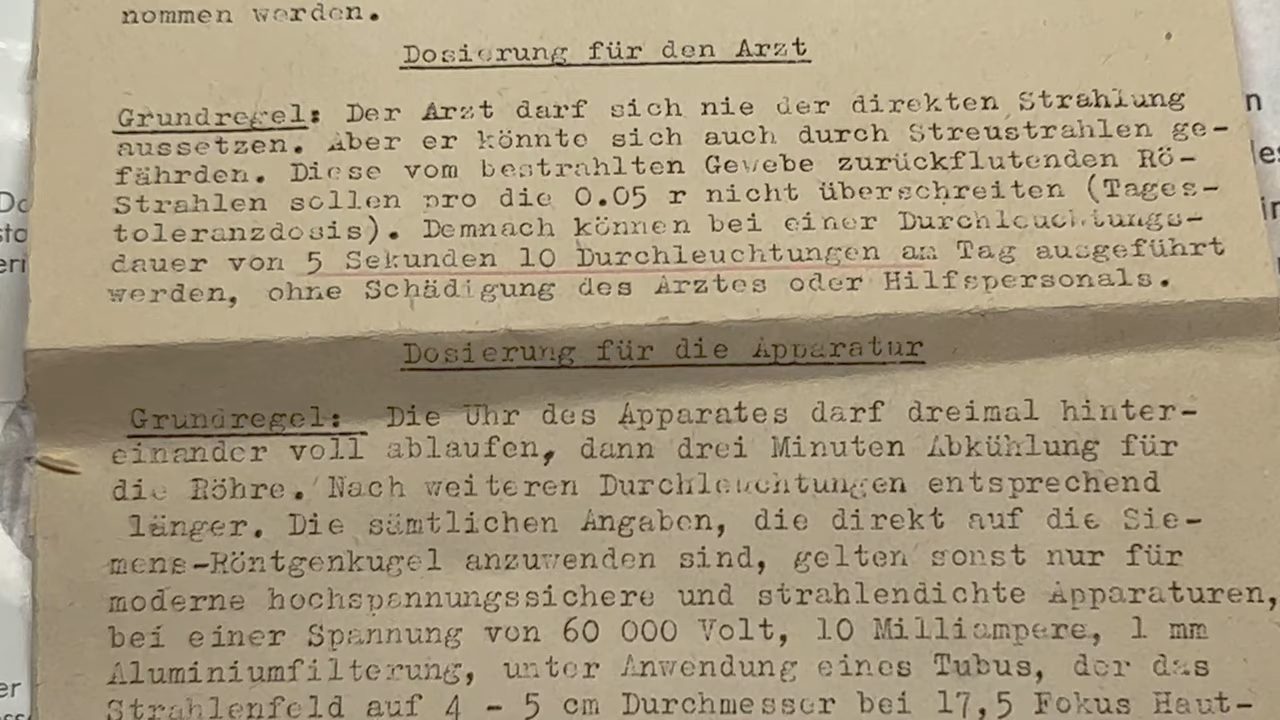 nommen werden.
Dosierung für den Arzt
Grundregel: Der Arzt darf sich nie der direkten Strahlung
aussetzen. Aber er könnte sich auch durch Streustrahlen ge-
fährden. Diese vom bestrahlten Gewebe zurückflutenden Rö-
Strahlen sollen pro die 0.05 r nicht überschreiten (Tages-
toleranzdosis). Demnach können bei einer Durchleuchtungs-
dauer von 5 Sekunden 10 Durchleuchtungen am Tag ausgeführt
werden, ohne Schädigung des Arztes oder Hilfspersonals.
Dosierung für die Apparatur
Grundregel: Die Uhr des Apparates darf dreimal hinter-
einander voll ablaufen, dann drei Minuten Abkühlung für
die Röhre. Nach weiteren Durchleuchtungen entsprechend
länger. Die sämtlichen Angaben, die direkt auf die Sie-
mens-Röntgenkugel anzuwenden sind, gelten sonst nur für
moderne hochspannungssichere und strahlendichte Apparaturen,
bei einer Spannung von 60 000 Volt, 10 Milliampere, 1 mm
Aluminiumfilterung, unter Anwendung eines Tubus, der das
Strahlenfeld auf 4 - 5 cm Durchmesser bei 17,5 Fokus Haut-